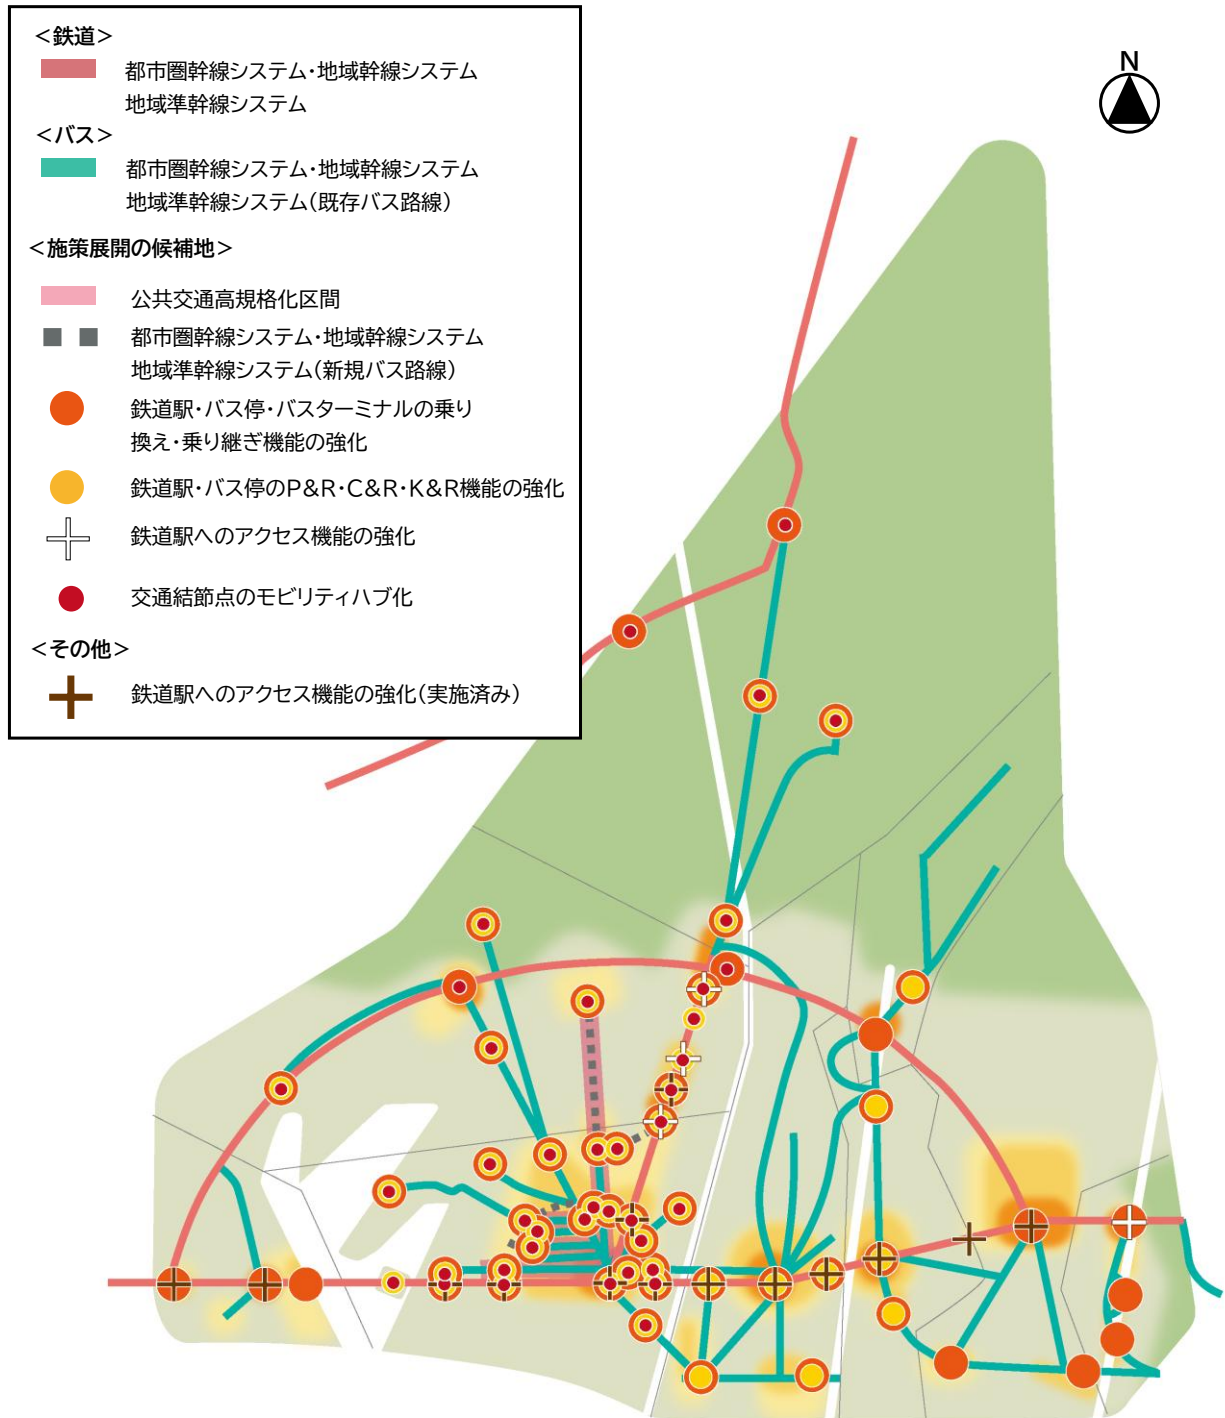 <鉄道>
都市圏幹線システム・地域幹線システム
地域準幹線システム
<バス>
都市圏幹線システム・地域幹線システム
地域準幹線システム(既存バス路線)
<施策展開の候補地>
公共交通高規格化区間
都市圏幹線システム・地域幹線システム
地域準幹線システム(新規バス路線)
鉄道駅・バス停・バスターミナルの乗り
換え・乗り継ぎ機能の強化
鉄道駅・バス停のP&R・C&R・K&R機能の強化
鉄道駅へのアクセス機能の強化
交通結節点のモビリティハブ化
<その他>
鉄道駅へのアクセス機能の強化(実施済み)
N